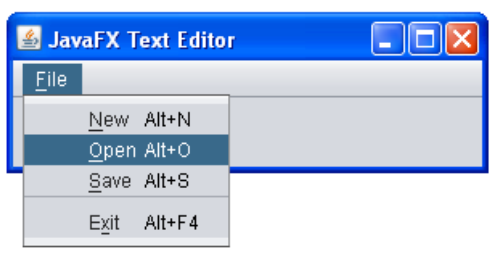 JavaFX Text Editor
File
New Alt+N
Open Alt+O
Save Alt+S
Exit Alt+F4